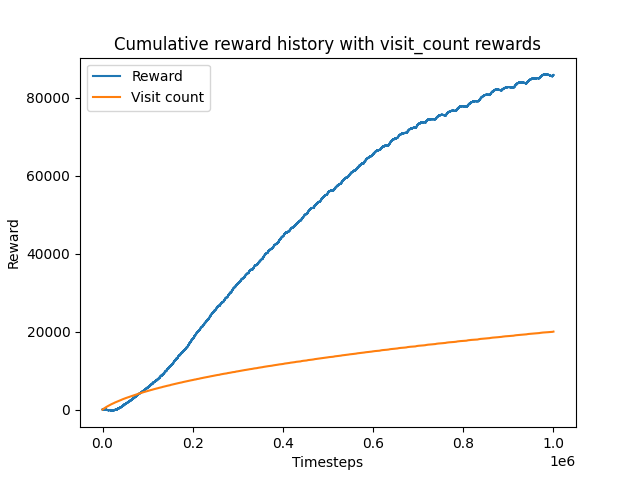 Cumulative reward history with visit_count rewards
Reward
Visit count
80000
60000
40000
20000
0
Reward
0.0 0.2 0.4 0.6 0.8 1.0
1e6
Timesteps